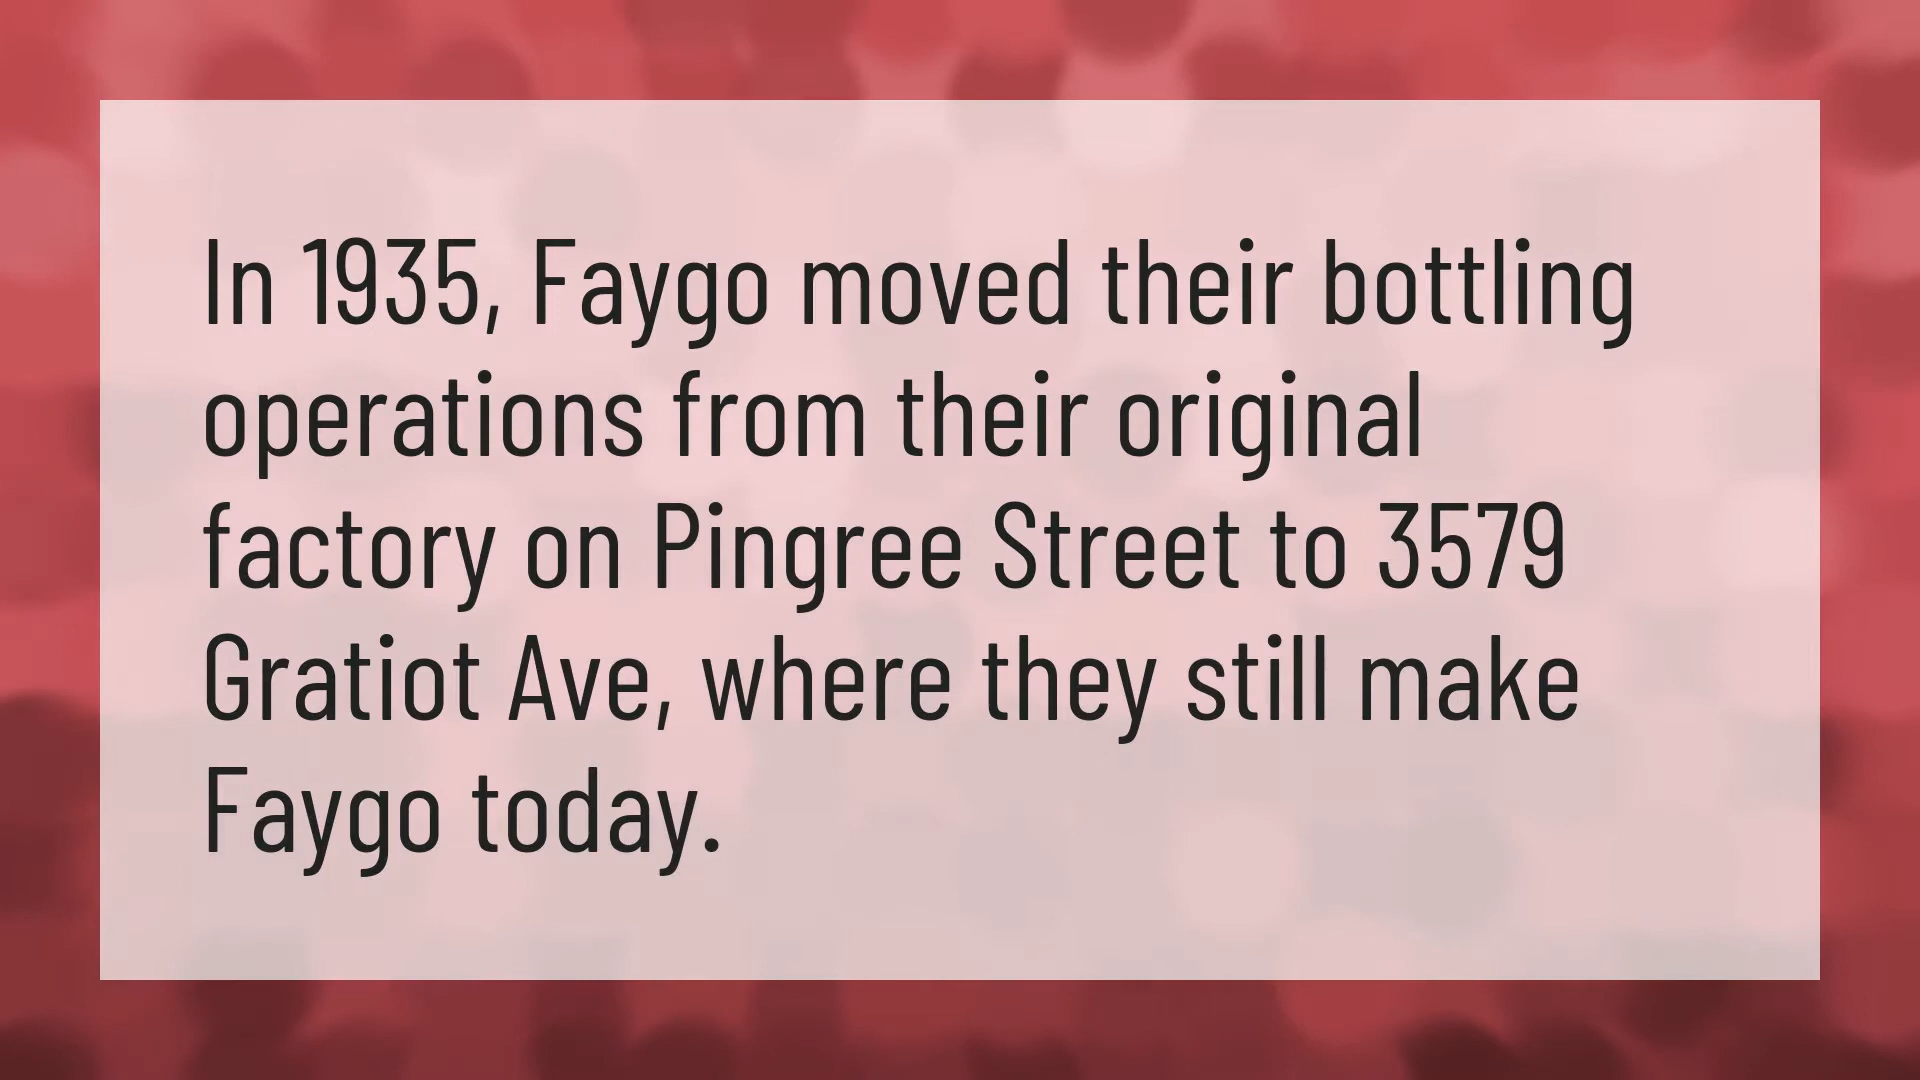 In 1935, Faygo moved their bottling
operations from their original
factory on Pingree Street to 3579
Gratiot Ave, where they still make
Faygo today.